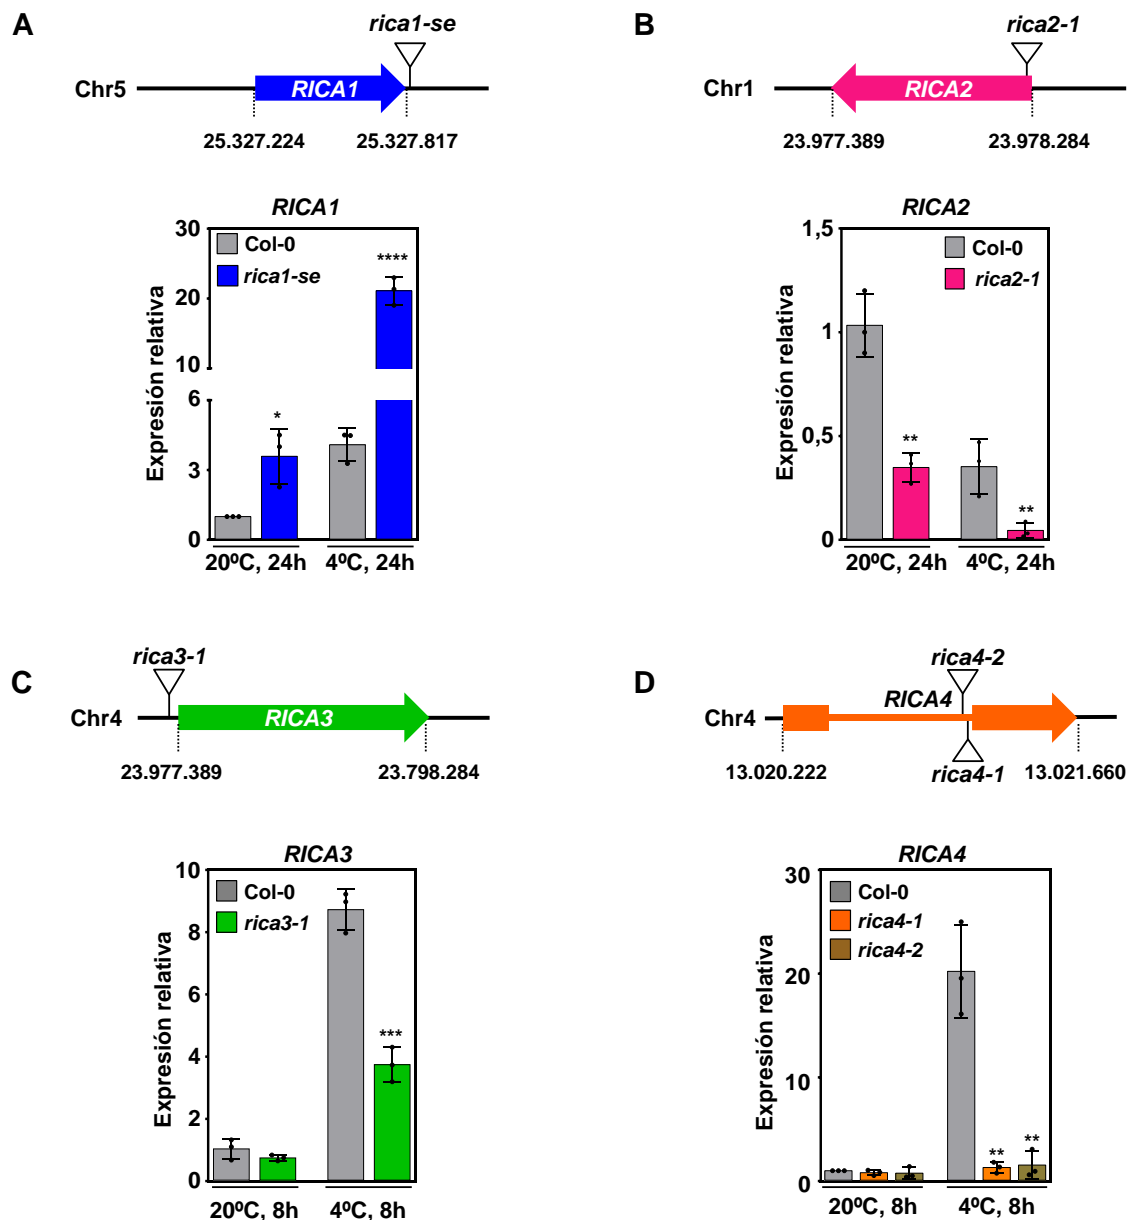 A
rica1-se
Chr5
RICA1
25.327.224
25.327.817
RICA1
Expresión relativa
30
20
10
6
3
0
Col-0
rica1-se
*
****
20ºC, 24h
4ºC, 24h
B
rica2-1
Chr1
RICA2
23.977.389
23.978.284
RICA2
Expresión relativa
1,5
1
0,5
0
Col-0
rica2-1
**
**
20ºC, 24h
4ºC, 24h
C
rica3-1
Chr4
RICA3
23.977.389
23.798.284
RICA3
Expresión relativa
10
8
6
4
2
0
Col-0
rica3-1
***
20ºC, 8h
4ºC, 8h
D
rica4-2
RICA4
Chr4
rica4-1
13.020.222
13.021.660
RICA4
Expresión relativa
30
20
10
0
Col-0
rica4-1
rica4-2
**
**
20ºC, 8h
4ºC, 8h